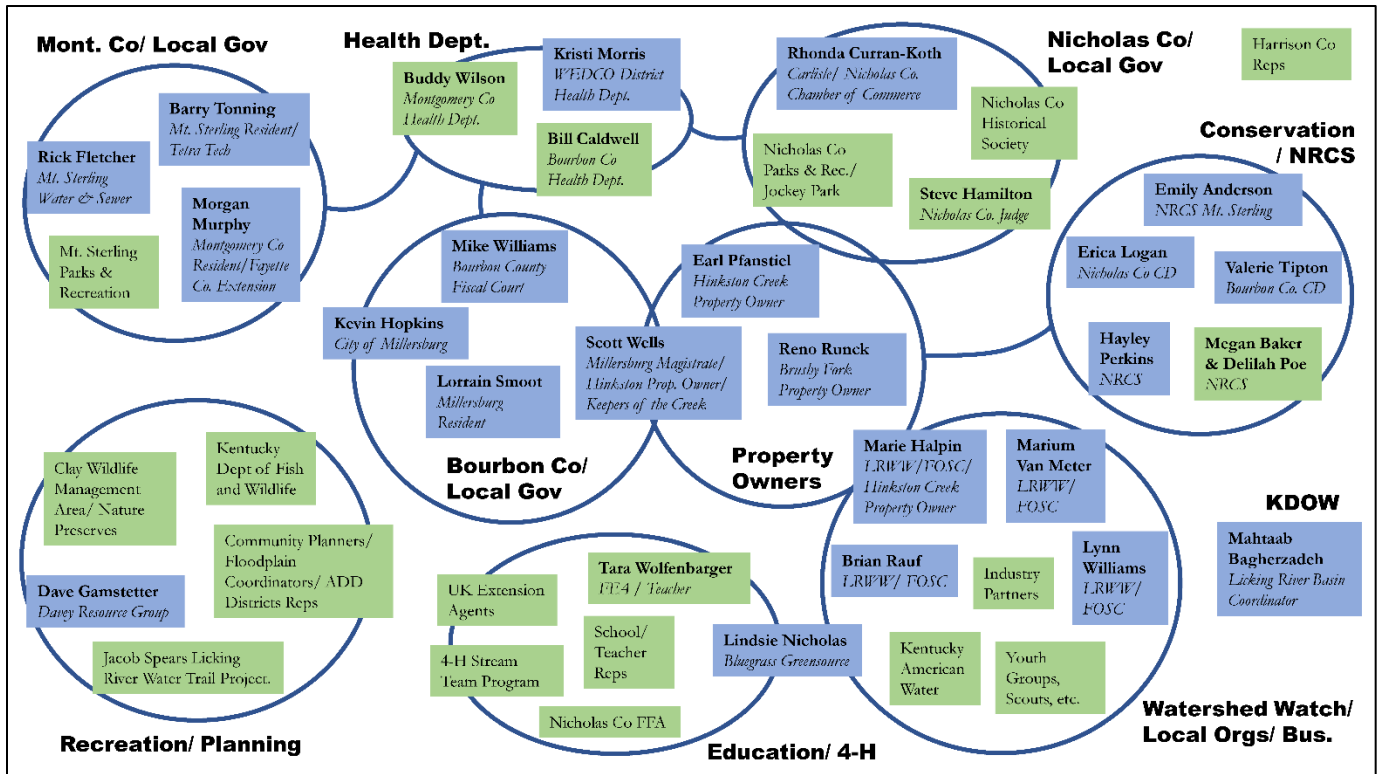 Mont. Co/ Local Gov
Barry Tonning
Mt. Sterling Resident/
Tetra Tech
Rick Fletcher
Mt. Sterling
Water & Sewer
Morgan
Murphy
Montgomery Co
Resident/Fayette
Co. Extension
Mt. Sterling
Parks &
Recreation
Health Dept.
Buddy Wilson
Montgomery Co
Health Dept.
Kristi Morris
WEDCO District
Health Dept.
Bill Caldwell
Bourbon Co
Health Dept.
Nicholas Co/
Local Gov
Rhonda Curran-Koth
Carlisle/ Nicholas Co.
Chamber of Commerce
Nicholas Co
Historical
Society
Nicholas Co
Parks & Rec./
Jockey Park
Steve Hamilton
Nicholas Co. Judge
Harrison Co
Reps
Conservation
/ NRCS
Emily Anderson
NRCS Mt. Sterling
Erica Logan
Nicholas Co CD
Valerie Tipton
Bourbon Co. CD
Hayley
Perkins
NRCS
Megan Baker
& Delilah Poe
NRCS
Mike Williams
Bourbon County
Fiscal Court
Kevin Hopkins
City of Millersburg
Lorrain Smoot
Millersburg
Resident
Scott Wells
Millersburg Magistrate/
Hinkston Prop. Owner/
Keepers of the Creek
Bourbon Co/
Local Gov
Earl Pfanstiel
Hinkston Creek
Property Owner
Reno Runck
Brushy Fork
Property Owner
Property
Owners
Clay Wildlife
Management
Area/ Nature
Preserves
Kentucky
Dept of Fish
and Wildlife
Community Planners/
Floodplain
Coordinators/ ADD
Districts Reps
Dave Gamstetter
Davey Resource Group
Jacob Spears Licking
River Water Trail Project.
Recreation/ Planning
Tara Wolfenbarger
FFA / Teacher
UK Extension
Agents
School/
Teacher
Reps
4-H Stream
Team Program
Lindsie Nicholas
Bluegrass Greensource
Nicholas Co FFA
Education/ 4-H
Marie Halpin
LRWW/FOSC/
Hinkston Creek
Property Owner
Marium
Van Meter
LRWW/
FOSC
Brian Rauf
LRWW/ FOSC
Industry
Partners
Lynn
Williams
LRWW/
FOSC
Kentucky
American
Water
Youth
Groups,
Scouts, etc.
Watershed Watch/
Local Orgs/ Bus.
KDOW
Mahtaab
Bagherzadeh
Licking River Basin
Coordinator